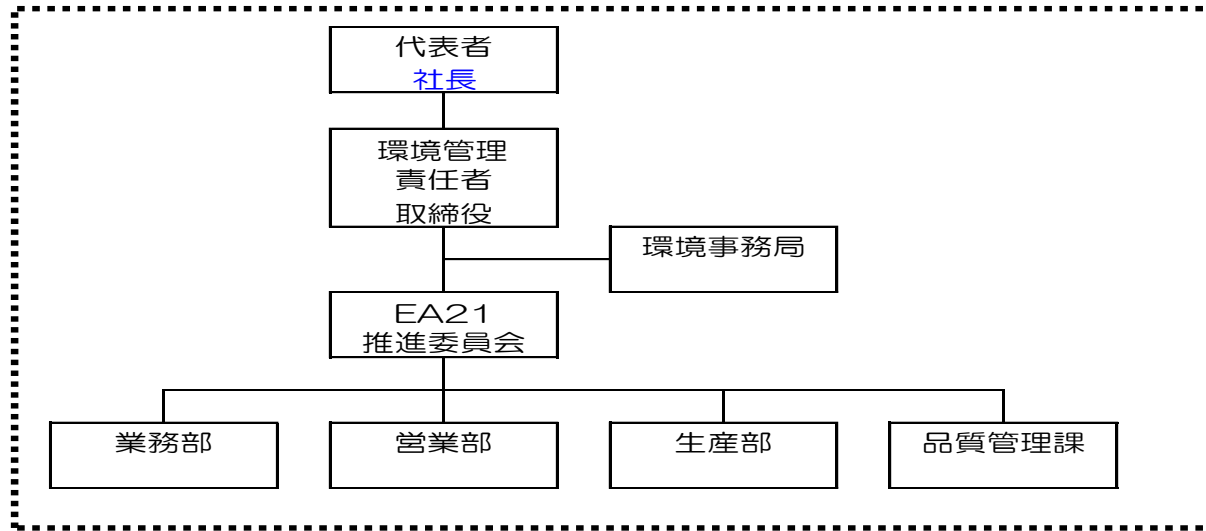 代表者
社長
環境管理
責任者
取締役
環境事務局
EA21
推進委員会
業務部
営業部
生産部
品質管理課